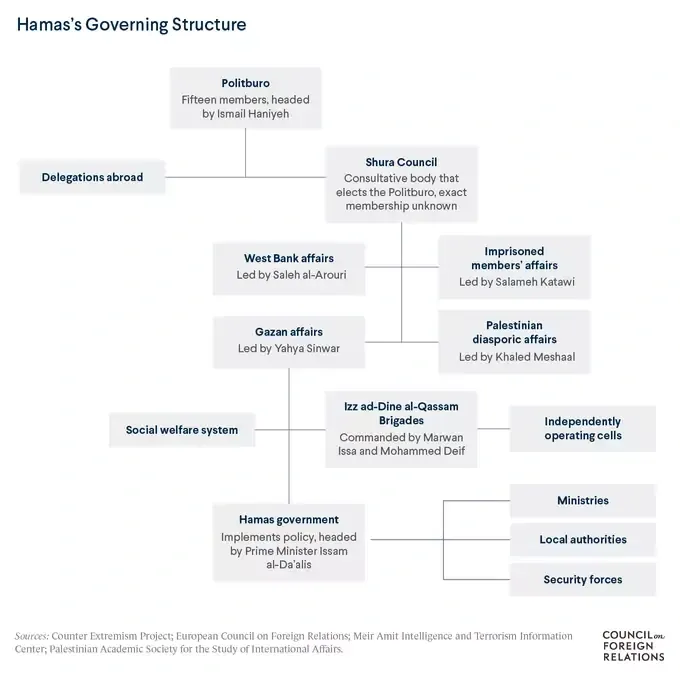 Hamas's Governing Structure
Politburo
Fifteen members, headed
by Ismail Haniyeh
Delegations abroad
Shura Council
Consultative body that
elects the Politburo, exact
membership unknown
West Bank affairs
Led by Saleh al-Arouri
Imprisoned
members' affairs
Led by Salameh Katawi
Gazan affairs
Led by Yahya Sinwar
Palestinian
diasporic affairs
Led by Khaled Meshaal
Social welfare system
Izz ad-Dine al-Qassam
Brigades
Commanded by Marwan
Issa and Mohammed Deif
Independently
operating cells
Hamas government
Implements policy, headed
by Prime Minister Issam
al-Da'alis
Ministries
Local authorities
Security forces
Sources: Counter Extremism Project; European Council on Foreign Relations; Meir Amit Intelligence and Terrorism Information
Center; Palestinian Academic Society for the Study of International Affairs.
COUNCIL on
FOREIGN
RELATIONS